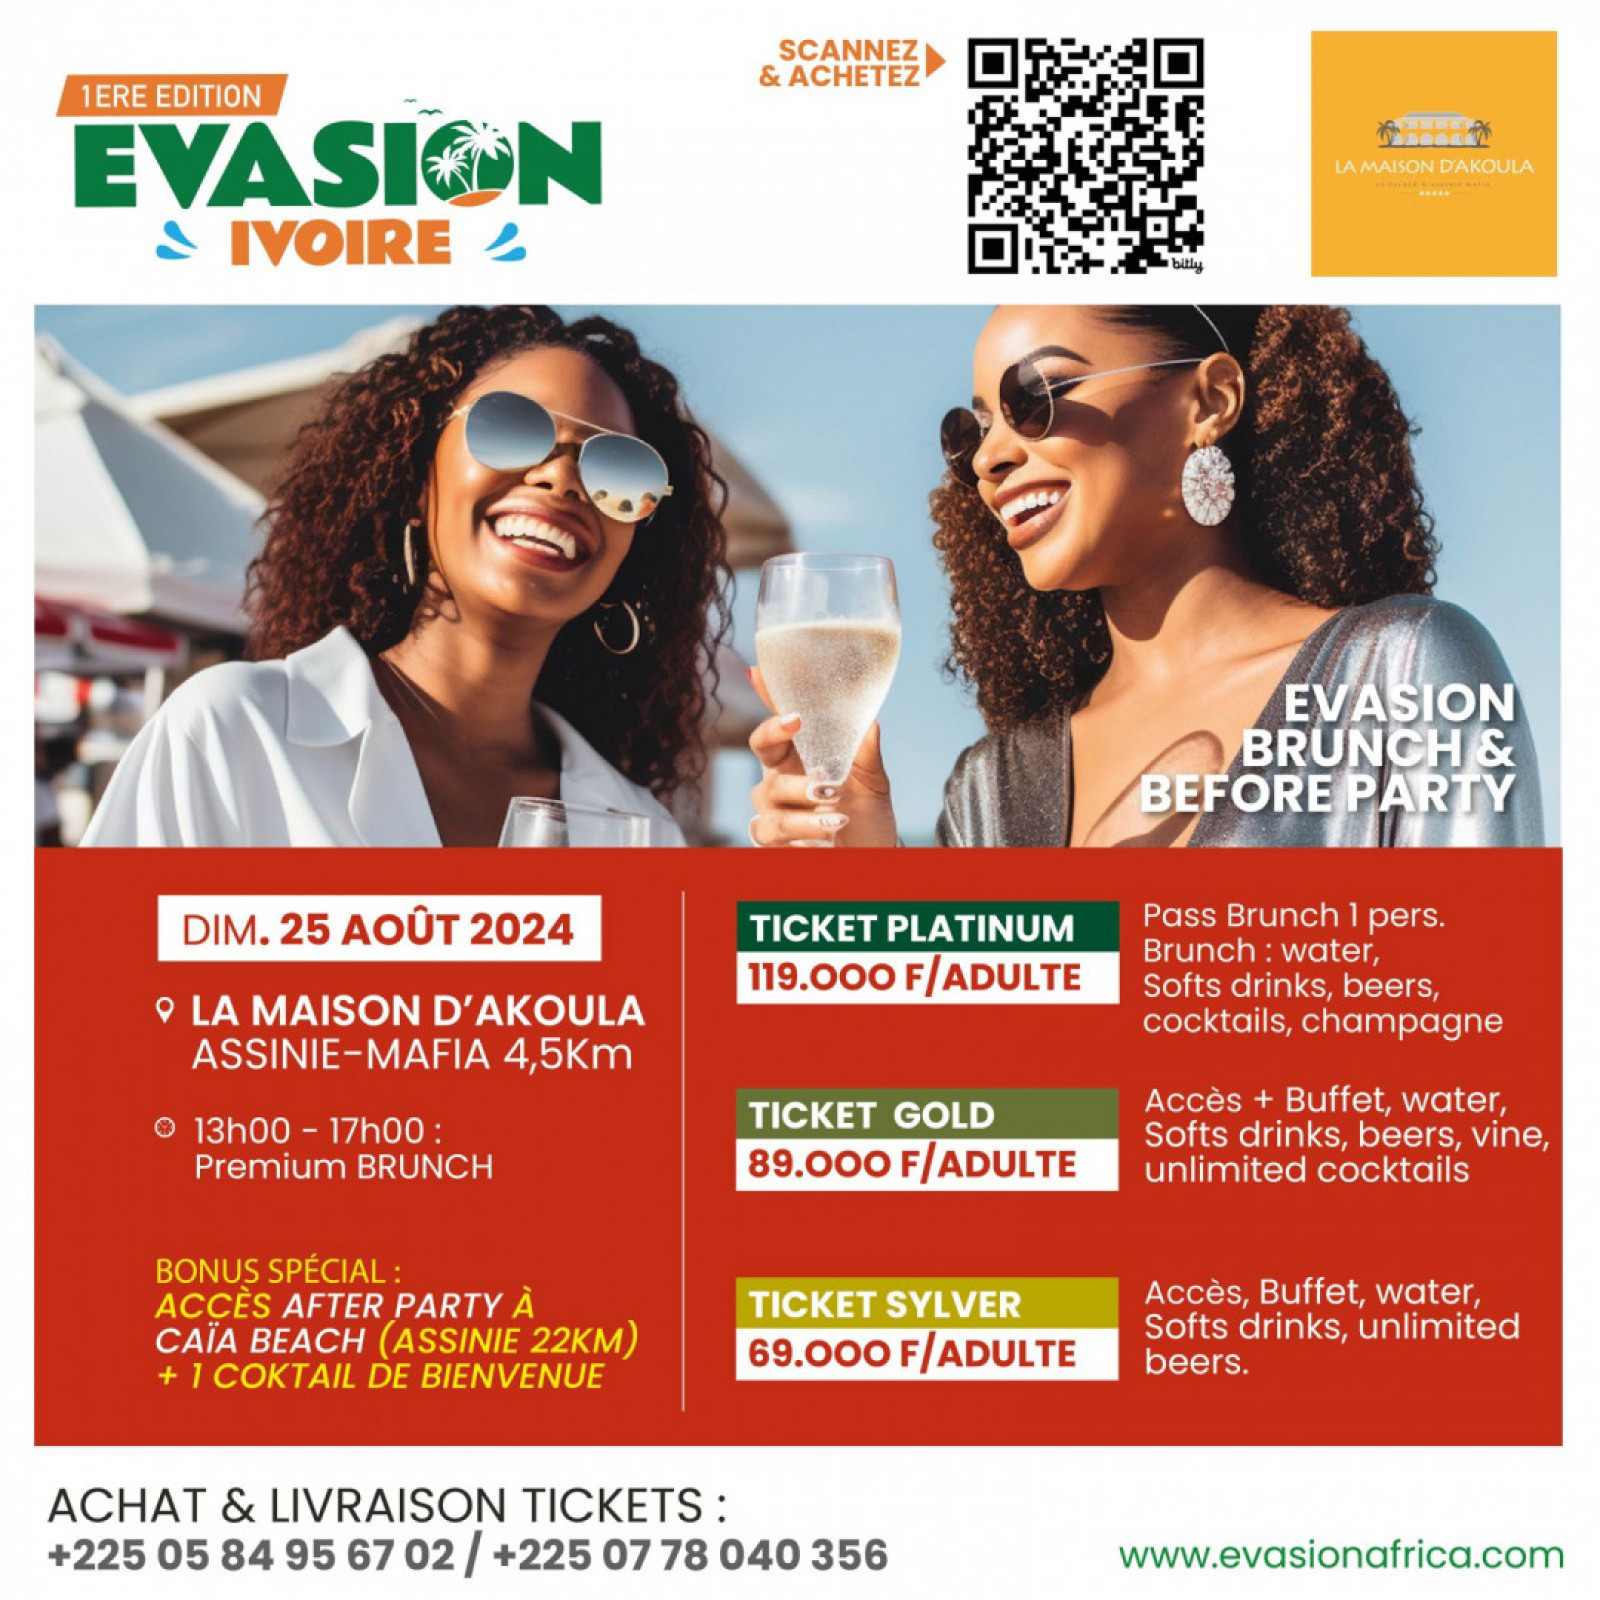 1ERE EDITION
EVASION
IVOIRE
SCANNEZ
& ACHETEZ
bitly
LA MAISON D'AKOULA
EVASION
BRUNCH &
BEFORE PARTY
DIM. 25 AOÛT 2024
LA MAISON D'AKOULA
ASSINIE-MAFIA 4,5Km
13h00 - 17h00 :
Premium BRUNCH
BONUS SPÉCIAL :
ACCÈS AFTER PARTY À
CAÏA BEACH (ASSINIE 22KM)
+ 1 COKTAIL DE BIENVENUE
TICKET PLATINUM
119.000 F/ADULTE
Pass Brunch 1 pers.
Brunch : water,
Softs drinks, beers,
cocktails, champagne
TICKET GOLD
89.000 F/ADULTE
Accès + Buffet, water,
Softs drinks, beers, vine,
unlimited cocktails
TICKET SYLVER
69.000 F/ADULTE
Accès, Buffet, water,
Softs drinks, unlimited
beers.
ACHAT & LIVRAISON TICKETS :
+225 05 84 95 67 02 / +225 07 78 040 356
www.evasionafrica.com